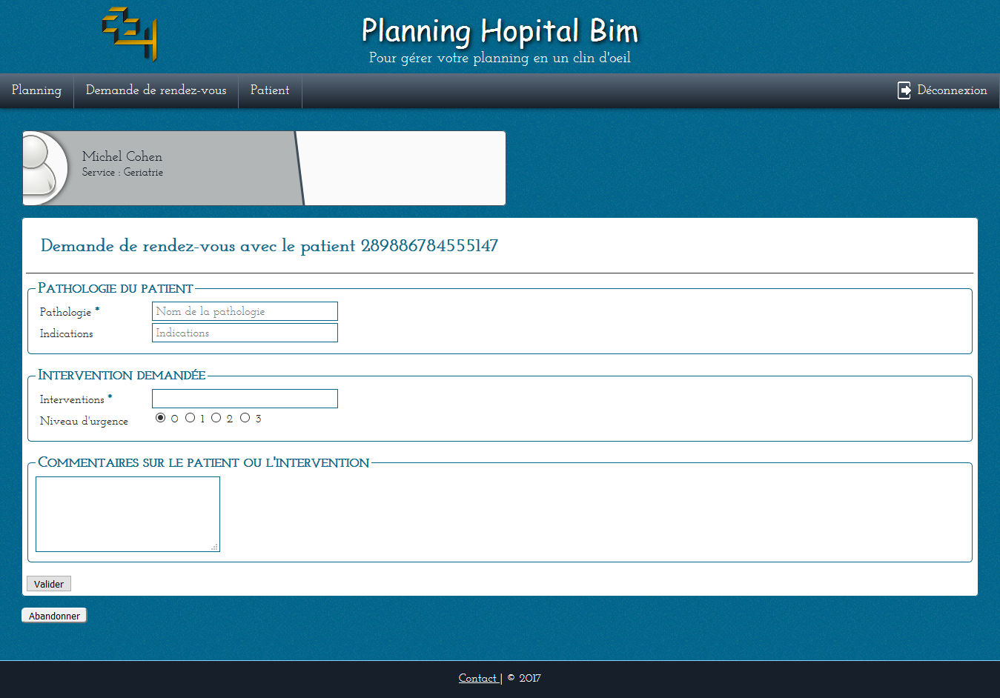 Planning Hopital Bim
Pour gérer votre planning en un clin d'oeil
Planning
Demande de rendez-vous
Patient
Déconnexion
Michel Cohen
Service : Geriatrie
Demande de rendez-vous avec le patient 289886784555147
Pathologie du patient
Pathologie * Nom de la pathologie
Indications Indications
Intervention demandée
Interventions *
Niveau d'urgence 0 1 2 3
Commentaires sur le patient ou l'intervention
Valider
Abandonner
Contact | © 2017